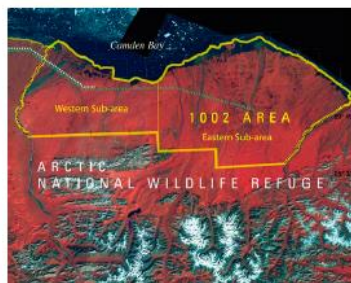 Camden Bay
Western Sub-area
1002 AREA
Eastern Sub-area
ARCTIC
NATIONAL WILDLIFE REFUGE